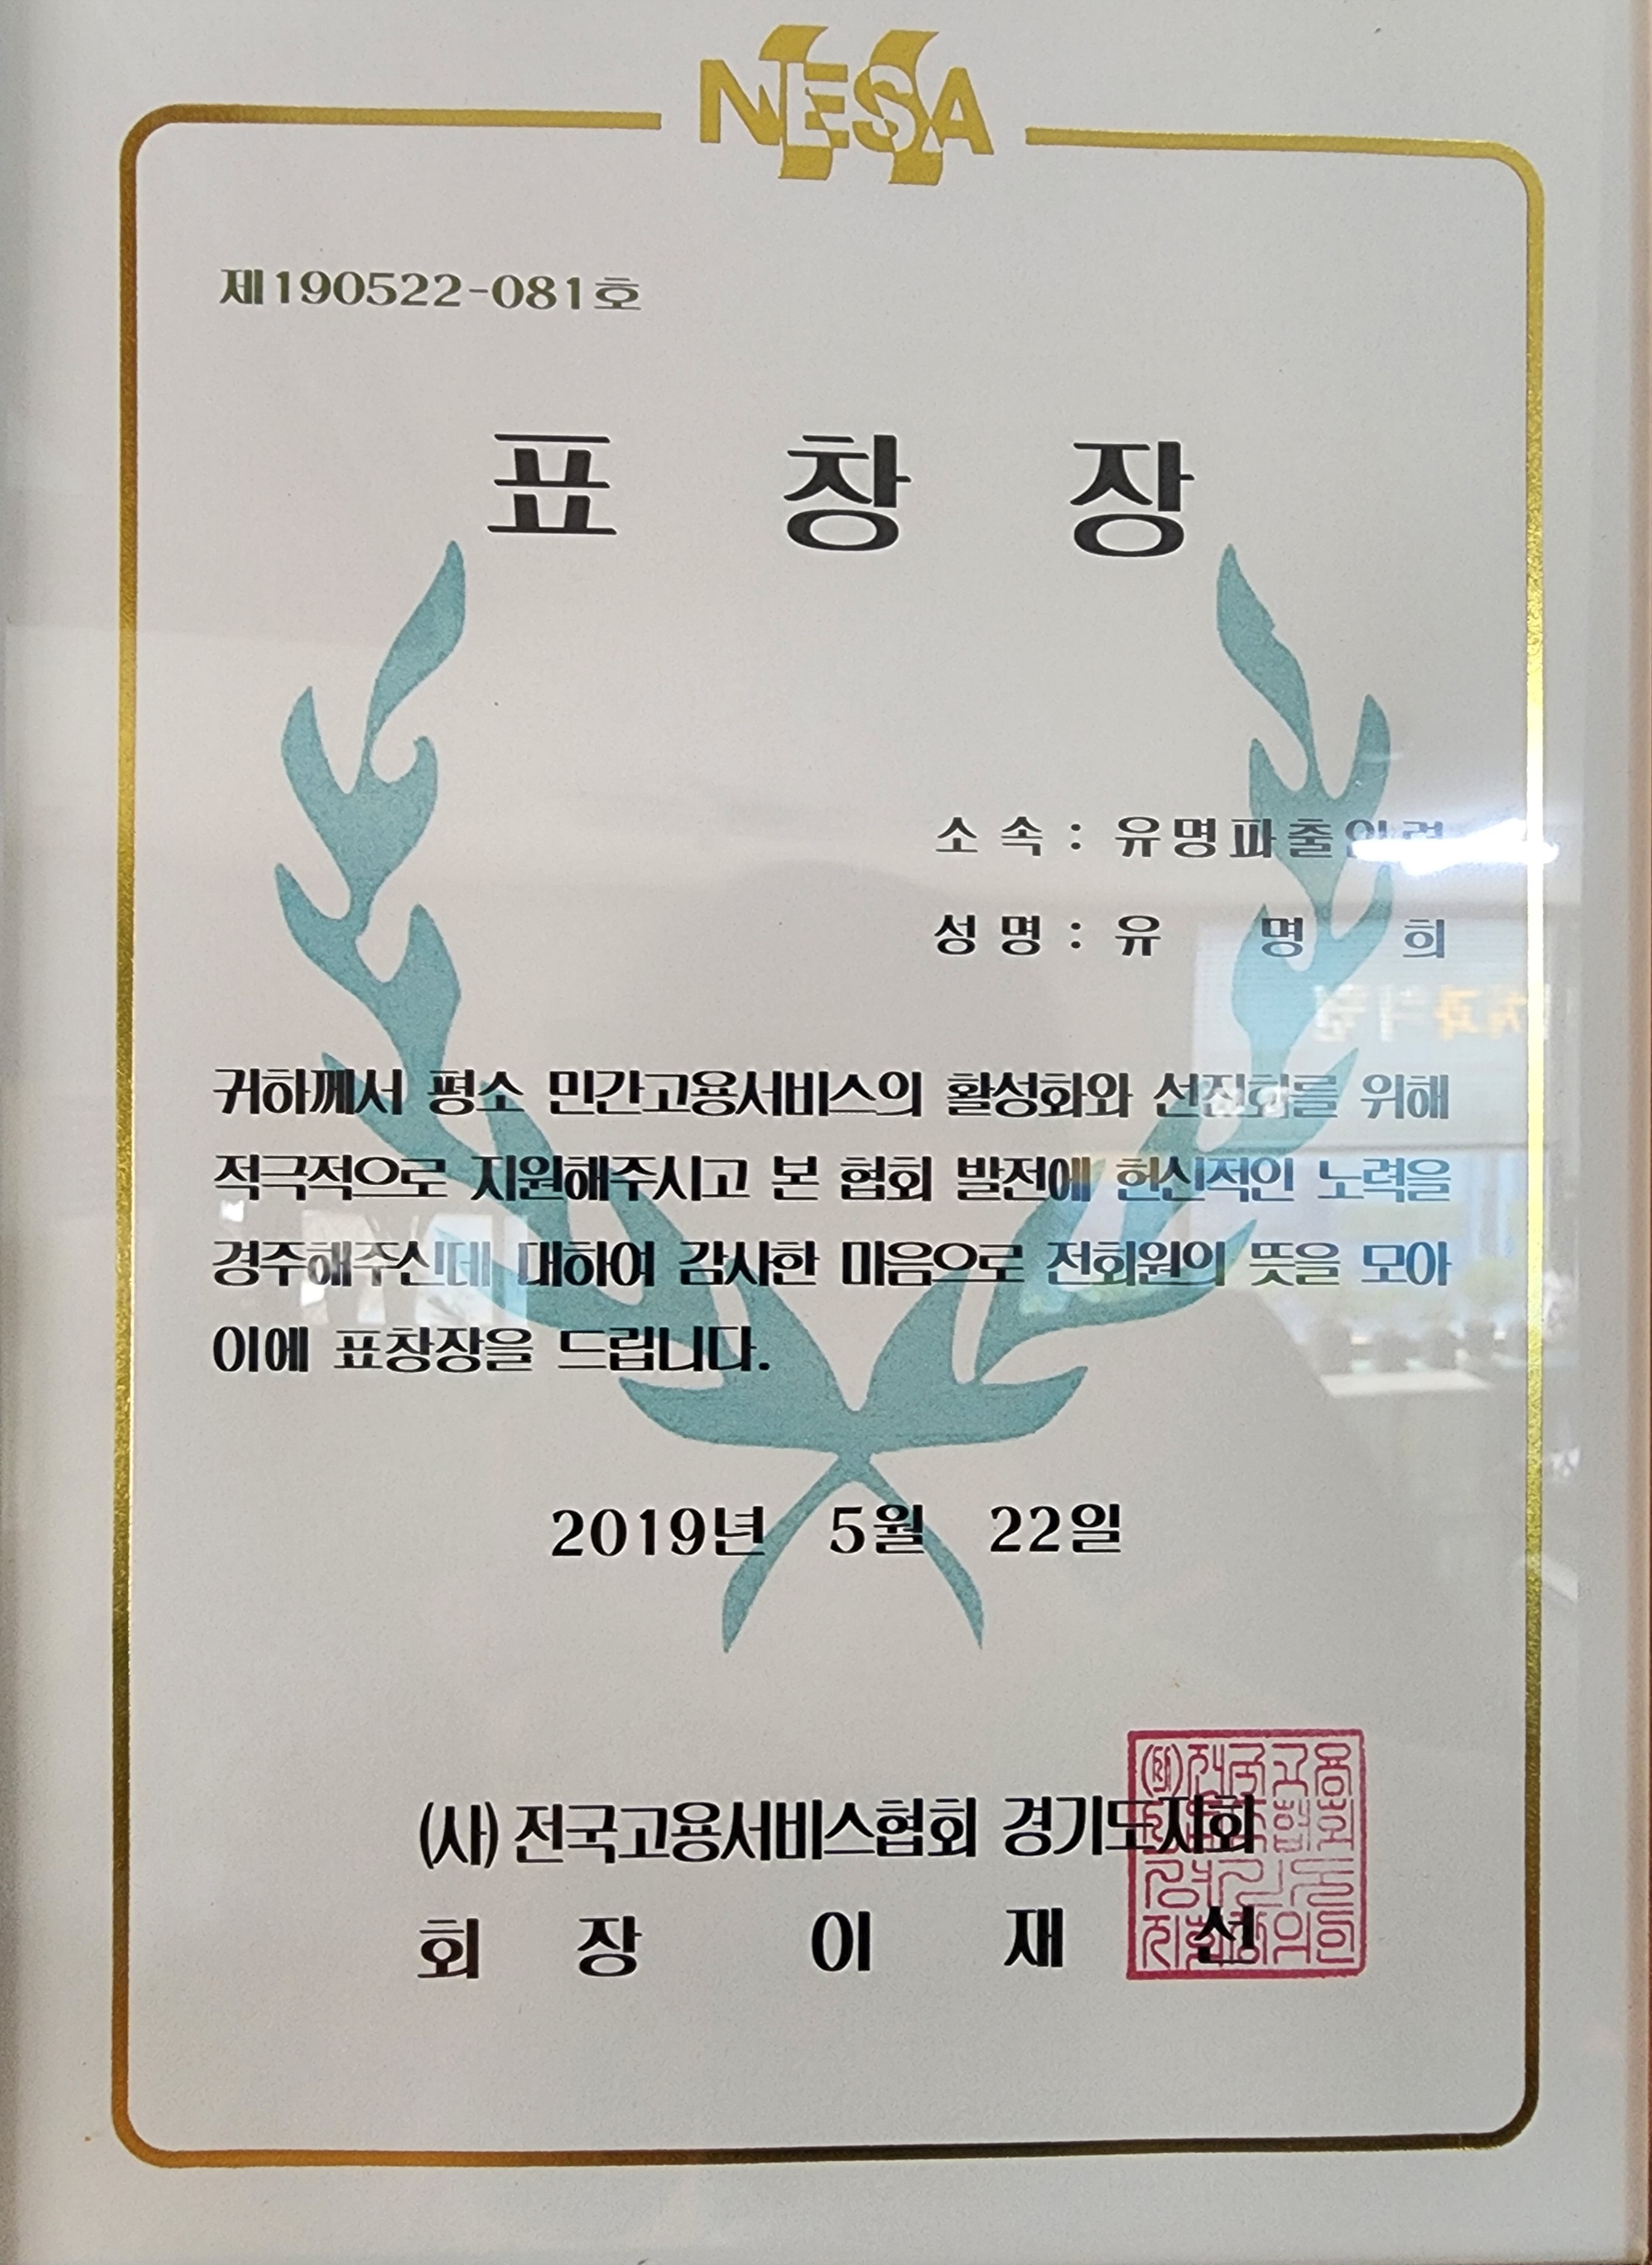 NESA
제190522-081호
표 창 장
소 속 : 유명파출인력
성 명 : 유 명 희
귀하께서 평소 민간고용서비스의 활성화와 선진화를 위해
적극적으로 지원해주시고 본 협회 발전에 헌신적인 노력을
경주해주신데 대하여 감사한 마음으로 전회원의 뜻을 모아
이에 표창장을 드립니다.
2019년 5월 22일
(사)전국고용서비스협회 경기도지회
회 장 이 재 선